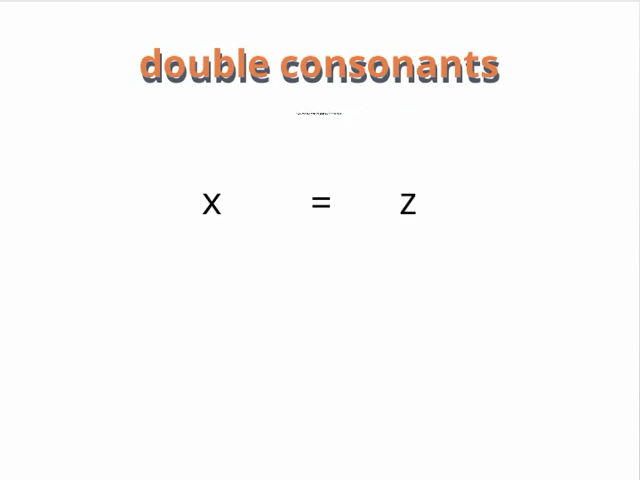 double consonants
x = z